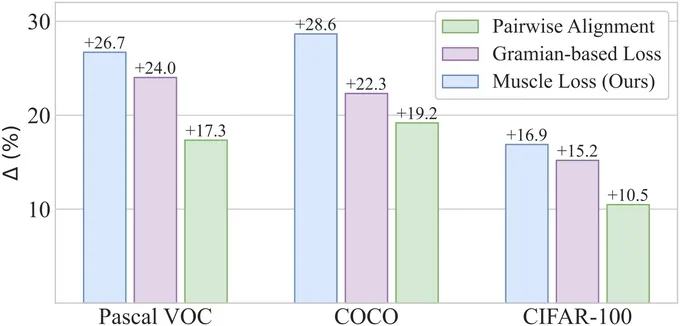 30
20
10
Δ (%)
+26.7
+24.0
+17.3
+28.6
+22.3
+19.2
+16.9
+15.2
+10.5
Pairwise Alignment
Gramian-based Loss
Muscle Loss (Ours)
Pascal VOC
COCO
CIFAR-100